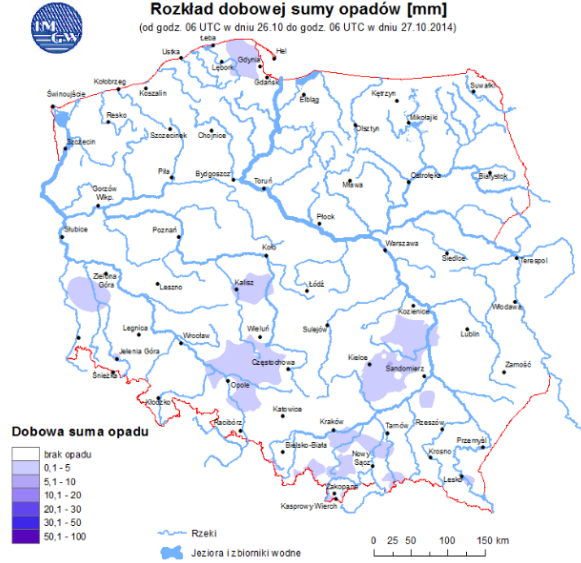 Rozkład dobowej sumy opadów [mm]
(od godz. 06 UTC w dniu 26.10 do godz. 06 UTC w dniu 27.10.2014)
IM
GW
Łeba
Hel
Ustka
Lębork
Gdynia
Gdańsk
Kołobrzeg
Koszalin
Świnoujście
Elbląg
Kętrzyn
Suwałki
Resko
Szczecinek
Chojnice
Olsztyn
Mikołajki
Szczecin
Piła
Bydgoszcz
Toruń
Mława
Ostrołęka
Białystok
Gorzów
Wlkp.
Płock
Słubice
Poznań
Koło
Warszawa
Siedlce
Terespol
Zielona
Góra
Leszno
Kalisz
Łódź
Kozienice
Włodawa
Legnica
Wrocław
Wieluń
Sulejów
Lublin
Jelenia Góra
Śnieżka
Opole
Częstochowa
Kielce
Sandomierz
Zamość
Kłodzko
Racibórz
Katowice
Kraków
Tarnów
Rzeszów
Przemyśl
Bielsko-Biała
Nowy
Sącz
Krosno
Lesko
Zakopane
Kasprowy Wierch
Dobowa suma opadu
brak opadu
0,1 - 5
5,1 - 10
10,1 - 20
20,1 - 30
30,1 - 50
50,1 - 100
Rzeki
Jeziora i zbiorniki wodne
0 25 50 100 150 km